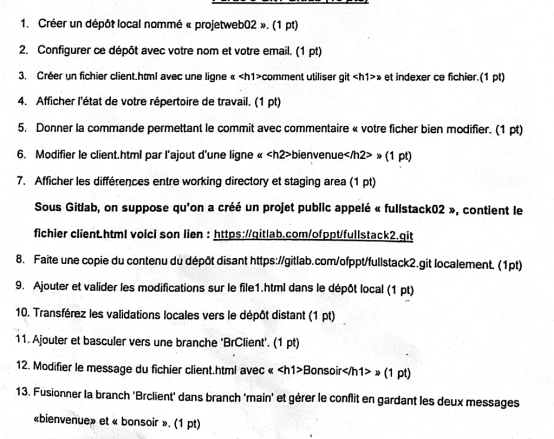 1. Créer un dépôt local nommé « projetweb02 ». (1 pt)
2. Configurer ce dépôt avec votre nom et votre email. (1 pt)
3. Créer un fichier client.hml avec une ligne « <h1>comment utiliser git <h1>» et indexer ce fichier.(1 pt)
4. Afficher l'état de votre répertoire de travail. (1 pt)
5. Donner la commande permettant le commit avec commentaire « votre ficher bien modifier. (1 pt)
6. Modifier le client.html par l'ajout d'une ligne « <h2>bienvenue</h2> » (1 pt)
7. Afficher les différences entre working directory et staging area (1 pt)
Sous Gitlab, on suppose qu'on a créé un projet public appelé « fullstack02 », contient le
fichier client.html voici son lien : https://gitlab.com/ofppt/fullstack2.git
8. Faite une copie du contenu du dépôt disant https://gitlab.com/ofppt/fullstack2.git localement. (1pt)
9. Ajouter et valider les modifications sur le file1.html dans le dépôt local (1 pt)
10. Transférez les validations locales vers le dépôt distant (1 pt)
11. Ajouter et basculer vers une branche 'BrClient'. (1 pt)
12. Modifier le message du fichier client.html avec « <h1>Bonsoir</h1> » (1 pt)
13. Fusionner la branch 'Brclient' dans branch 'main' et gérer le conflit en gardant les deux messages
«bienvenue» et « bonsoir ». (1 pt)